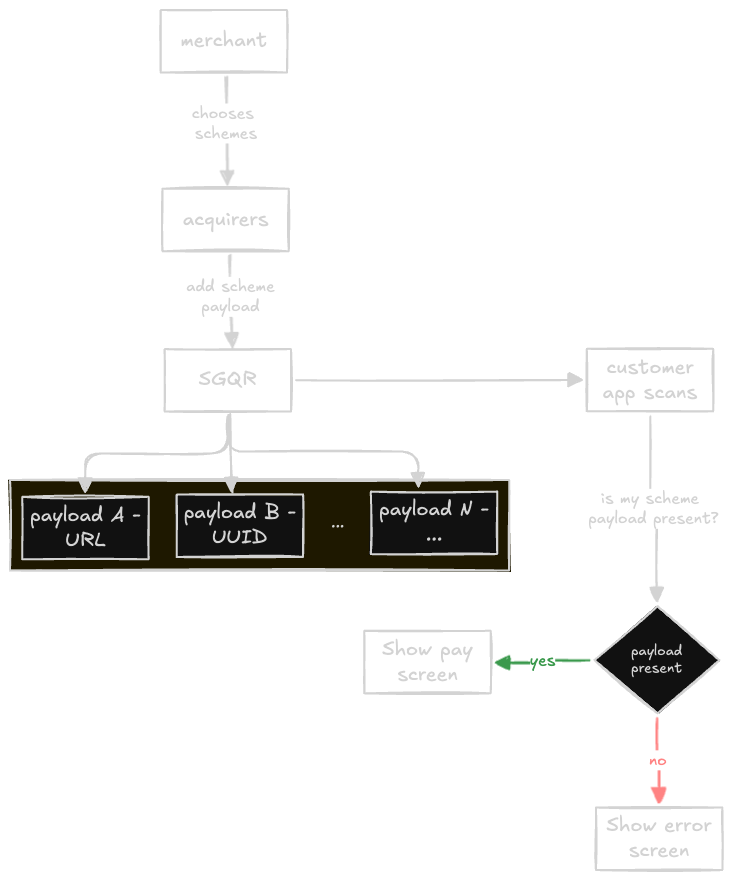 merchant
chooses
schemes
acquirers
add scheme
payload
SGQR
customer
app scans
payload A -
URL
payload B -
UUID
...
payload N -
...
is my scheme
payload present?
Show pay
screen
yes
payload
present
no
Show error
screen